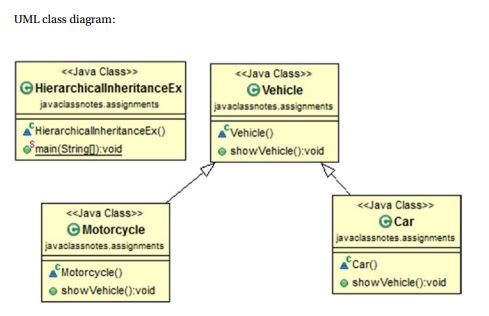 UML class diagram:
<<Java Class>>
HierarchicalInheritanceEx
javaclassnotes.assignments
HierarchicalInheritanceEx()
main(String[]):void
<<Java Class>>
Vehicle
javaclassnotes.assignments
Vehicle()
showVehicle():void
<<Java Class>>
Motorcycle
javaclassnotes.assignments
Motorcycle()
showVehicle():void
<<Java Class>>
Car
javaclassnotes.assignments
Car()
showVehicle():void